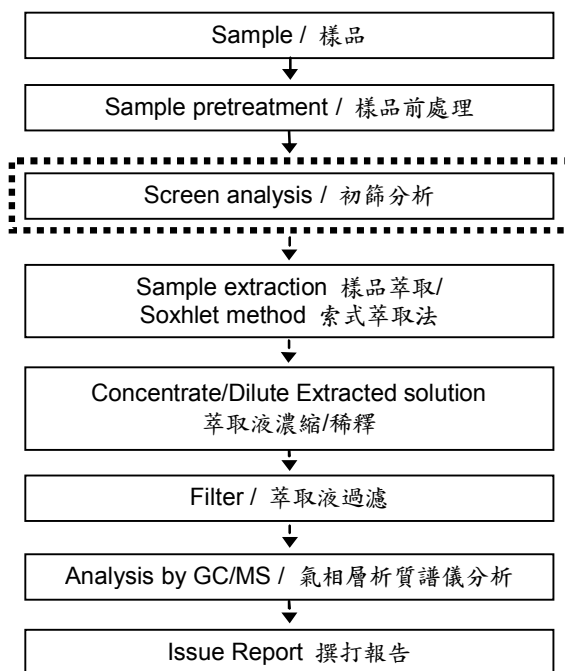 Sample / 樣品
Sample pretreatment / 樣品前處理
Screen analysis / 初篩分析
Sample extraction 樣品萃取/
Soxhlet method 索式萃取法
Concentrate/Dilute Extracted solution
萃取液濃縮/稀釋
Filter / 萃取液過濾
Analysis by GC/MS / 氣相層析質譜儀分析
Issue Report 撰打報告